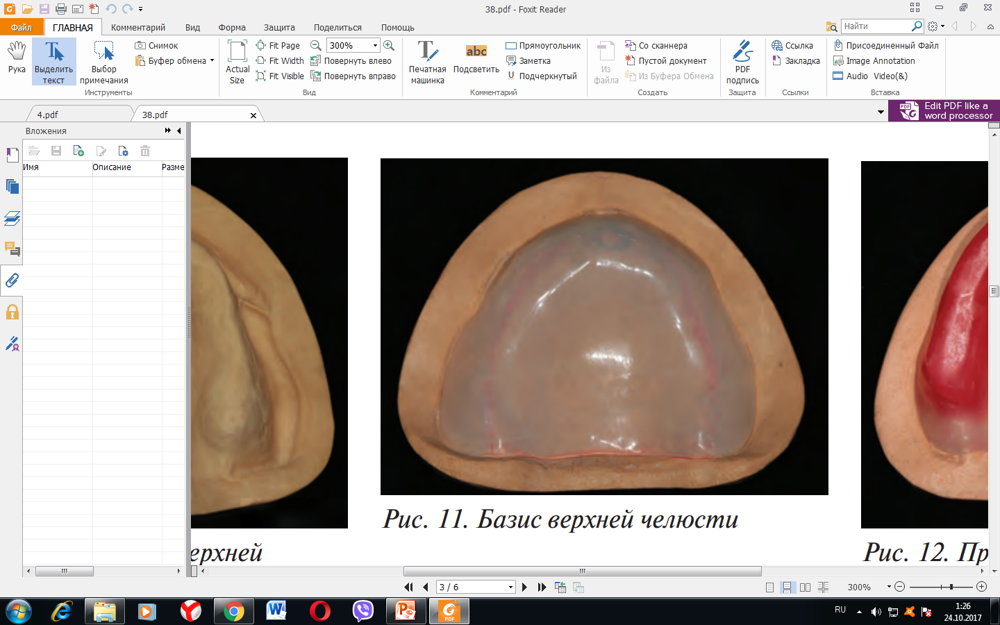 38.pdf - Foxit Reader
Файл ГЛАВНАЯ Комментарий Вид Форма Защита Поделиться Помощь
Найти
Рука
Выделить текст
Выбор примечания
Снимок
Буфер обмена
Инструменты
Actual Size
Fit Page
Fit Width
Fit Visible
300%
Повернуть влево
Повернуть вправо
Вид
Печатная машинка
abc
Подсветить
Прямоугольник
Заметка
Подчеркнутый
Комментарий
Из файла
Со сканера
Пустой документ
Из Буфера Обмена
Создать
PDF подпись
Защита
Ссылка
Закладка
Ссылки
Присоединенный Файл
Image Annotation
Audio Video(&)
Вставка
4.pdf
38.pdf
Edit PDF like a
word processor
Вложения
Имя Описание Разме
Рис. 11. Базис верхней челюсти
ерхней
Рис. 12. Пр
3 / 6
300%
RU
1:26
24.10.2017